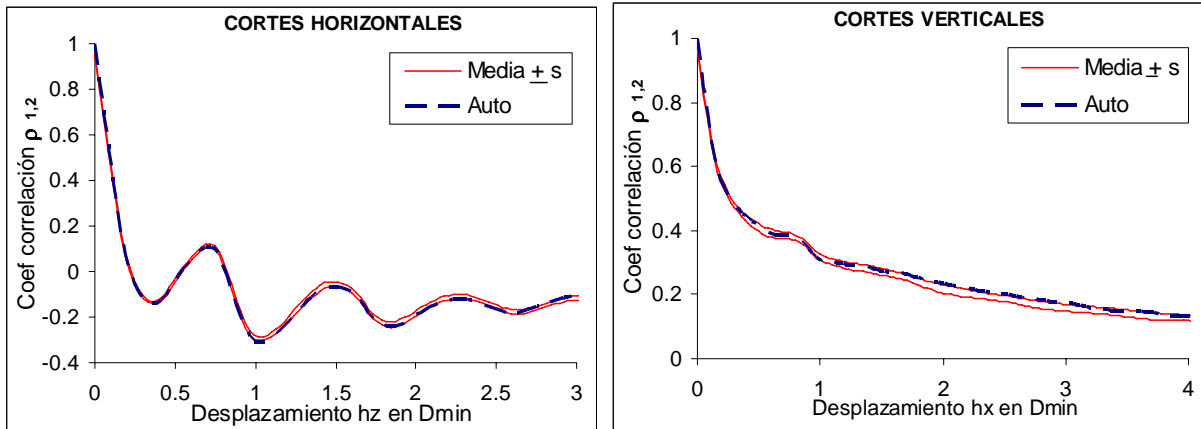 CORTES HORIZONTALES
Coef correlación ρ 1,2
1
0.8
0.6
0.4
0.2
0
-0.2
-0.4
Media + s
Auto
0 0.5 1 1.5 2 2.5 3
Desplazamiento hz en Dmin
CORTES VERTICALES
Coef correlación ρ 1,2
1
0.8
0.6
0.4
0.2
0
Media + s
Auto
0 1 2 3 4
Desplazamiento hx en Dmin